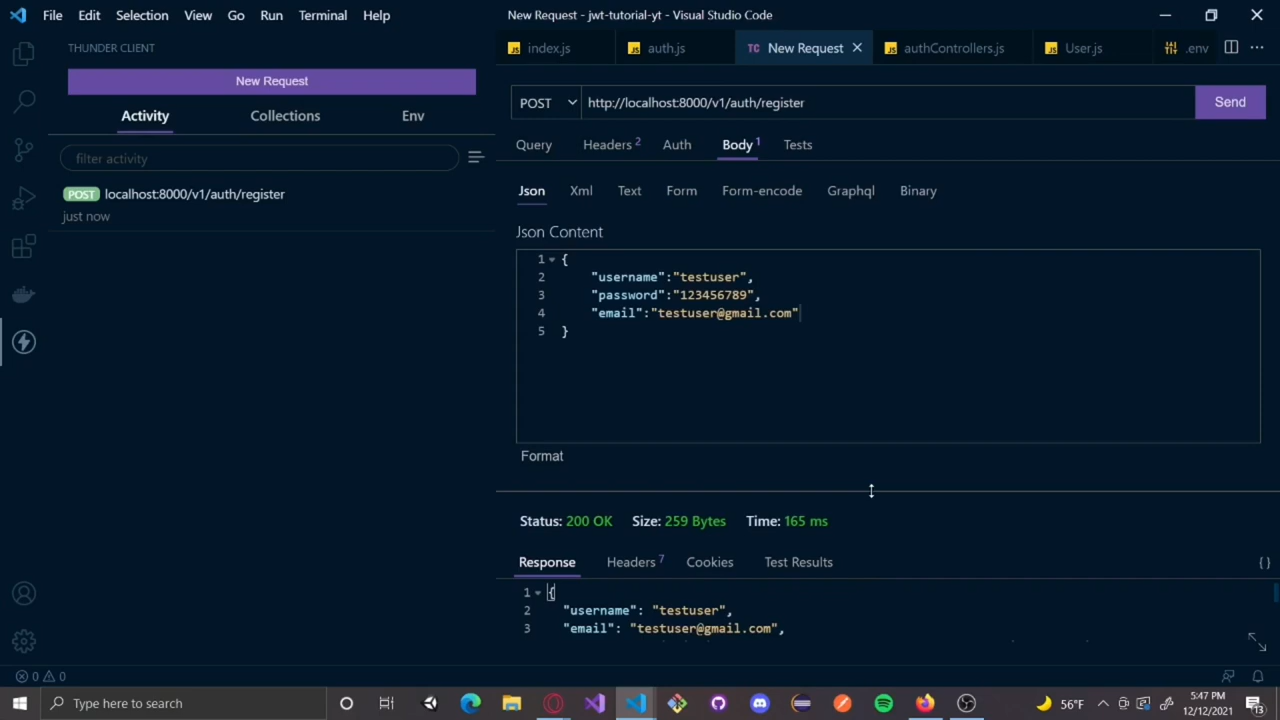 File Edit Selection View Go Run Terminal Help
New Request - jwt-tutorial-yt - Visual Studio Code
THUNDER CLIENT
New Request
Activity Collections Env
filter activity
POST localhost:8000/v1/auth/register
just now
JS index.js JS auth.js TC New Request JS authControllers.js JS User.js .env
POST http://localhost:8000/v1/auth/register Send
Query Headers 2 Auth Body 1 Tests
Json Xml Text Form Form-encode Graphql Binary
Json Content
1 {
2 "username":"testuser",
3 "password":"123456789",
4 "email":"testuser@gmail.com"
5 }
Format
Status: 200 OK Size: 259 Bytes Time: 165 ms
Response Headers 7 Cookies Test Results { }
1 {
2 "username": "testuser",
3 "email": "testuser@gmail.com",
0 0
Type here to search
56°F
5:47 PM
12/12/2021
13